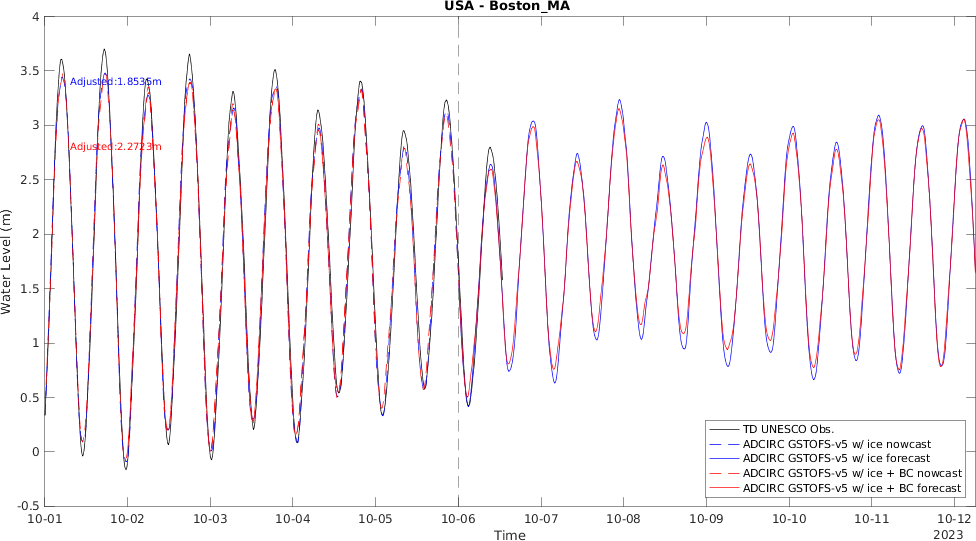 USA - Boston_MA
4
3.5
3
2.5
2
1.5
1
0.5
0
-0.5
Water Level (m)
Adjusted:1.8535m
Adjusted:2.2723m
TD UNESCO Obs.
ADCIRC GSTOFS-v5 w/ ice nowcast
ADCIRC GSTOFS-v5 w/ ice forecast
ADCIRC GSTOFS-v5 w/ ice + BC nowcast
ADCIRC GSTOFS-v5 w/ ice + BC forecast
10-01 10-02 10-03 10-04 10-05 10-06 10-07 10-08 10-09 10-10 10-11 10-12
2023
Time